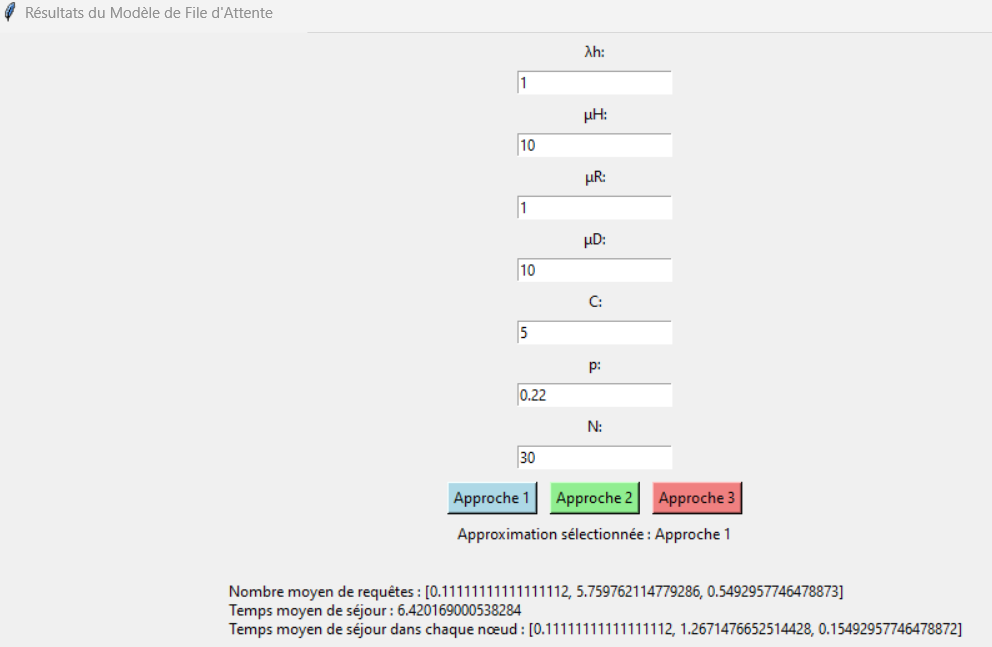 Résultats du Modèle de File d'Attente
λh:
1
µH:
10
µR:
1
µD:
10
C:
5
p:
0.22
N:
30
Approche 1 Approche 2 Approche 3
Approximation sélectionnée : Approche 1
Nombre moyen de requêtes : [0.11111111111111112, 5.759762114779286, 0.5492957746478873]
Temps moyen de séjour : 6.420169000538284
Temps moyen de séjour dans chaque nœud : [0.11111111111111112, 1.2671476652514428, 0.15492957746478872]